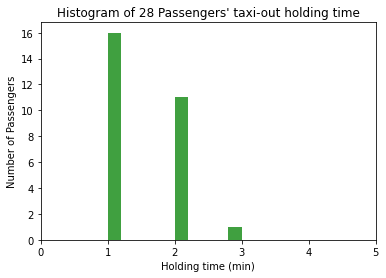 Histogram of 28 Passengers' taxi-out holding time
Number of Passengers
16
14
12
10
8
6
4
2
0
0 1 2 3 4 5
Holding time (min)